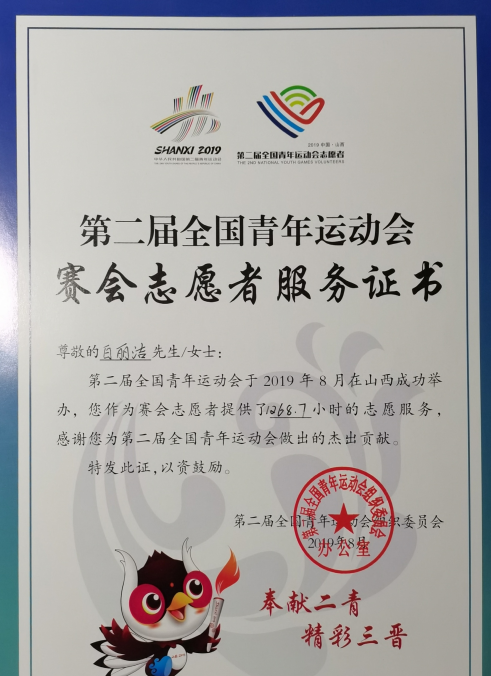 SHANXI 2019
2019 中国·山西
第二届全国青年运动会志愿者
THE 2ND NATIONAL YOUTH GAMES VOLUNTEERS
第二届全国青年运动会
赛会志愿者服务证书
尊敬的白丽洁先生/女士：
第二届全国青年运动会于 2019 年 8 月在山西成功举
办，您作为赛会志愿者提供了1268.7小时的志愿服务，
感谢您为第二届全国青年运动会做出的杰出贡献。
特发此证，以资鼓励。
第二届全国青年运动会组织委员会
办公室
2019年8月
奉献二青
精彩三晋